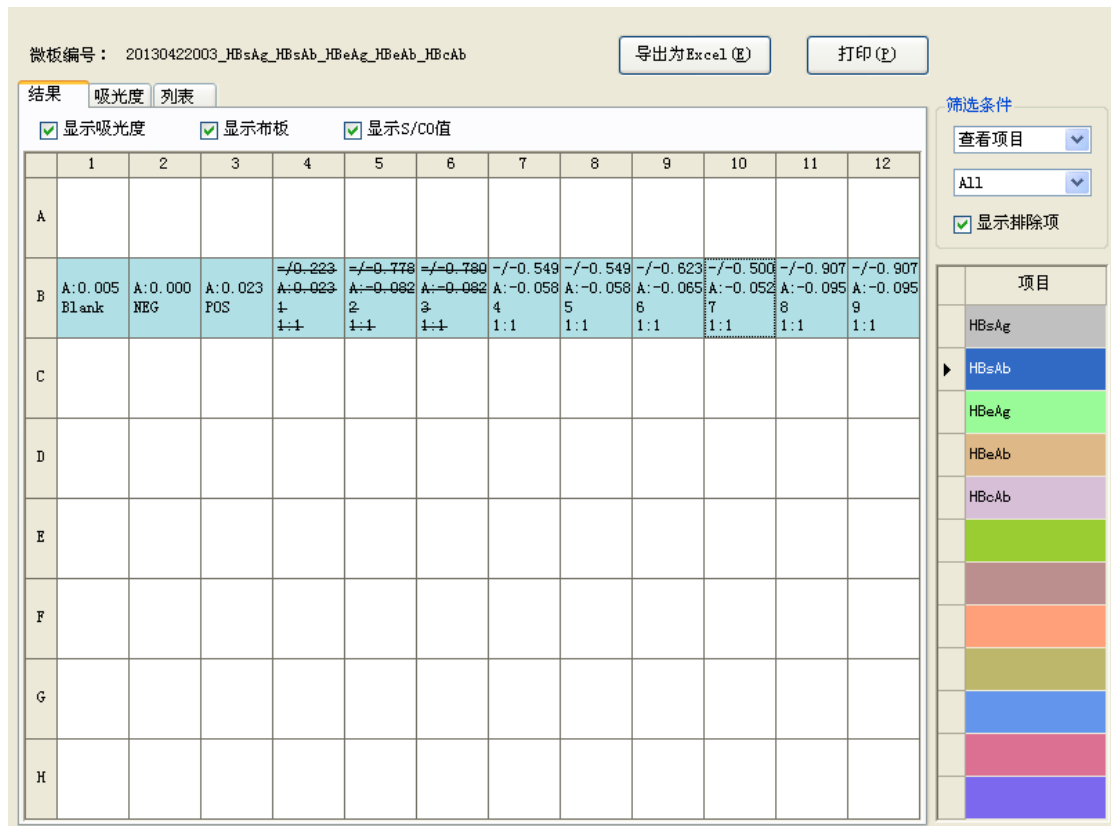 微板编号： 20130422003_HBsAg_HBsAb_HBeAg_HBeAb_HBcAb
导出为Excel(E)
打印(P)
结果 吸光度 列表
显示吸光度 显示布板 显示S/CO值
1 2 3 4 5 6 7 8 9 10 11 12
A
B
A:0.005
Blank
A:0.000
NEG
A:0.023
POS
-/0.223
A:0.023
1
1:1
-/-0.778
A:-0.082
2
1:1
-/-0.780
A:-0.082
3
1:1
-/-0.549
A:-0.058
4
1:1
-/-0.549
A:-0.058
5
1:1
-/-0.623
A:-0.065
6
1:1
-/-0.500
A:-0.052
7
1:1
-/-0.907
A:-0.095
8
1:1
-/-0.907
A:-0.095
9
1:1
C
D
E
F
G
H
筛选条件
查看项目
All
显示排除项
项目
HBsAg
HBsAb
HBeAg
HBeAb
HBcAb